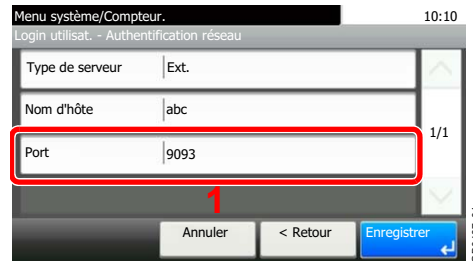 Menu système/Compteur. 10:10
Login utilisat. - Authentification réseau
Type de serveur Ext.
Nom d'hôte abc
1/1
Port 9093
1
Annuler < Retour Enregistrer